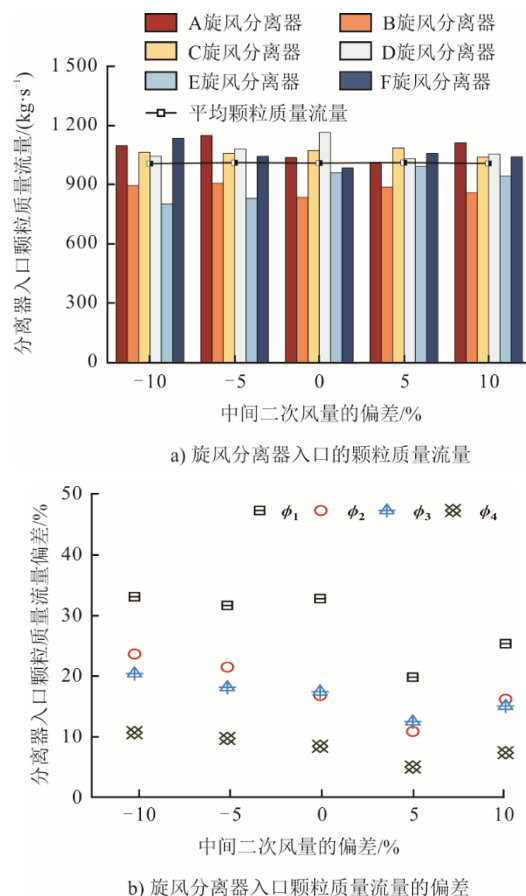 A旋风分离器 B旋风分离器
C旋风分离器 D旋风分离器
E旋风分离器 F旋风分离器
平均颗粒质量流量
分离器入口颗粒质量流量/(kg·s⁻¹)
1 500
1 200
900
600
300
0
−10 −5 0 5 10
中间二次风量的偏差/%
a) 旋风分离器入口的颗粒质量流量
分离器入口颗粒质量流量偏差/%
50
40
30
20
10
0
ϕ₁ ϕ₂ ϕ₃ ϕ₄
−10 −5 0 5 10
中间二次风量的偏差/%
b) 旋风分离器入口颗粒质量流量的偏差